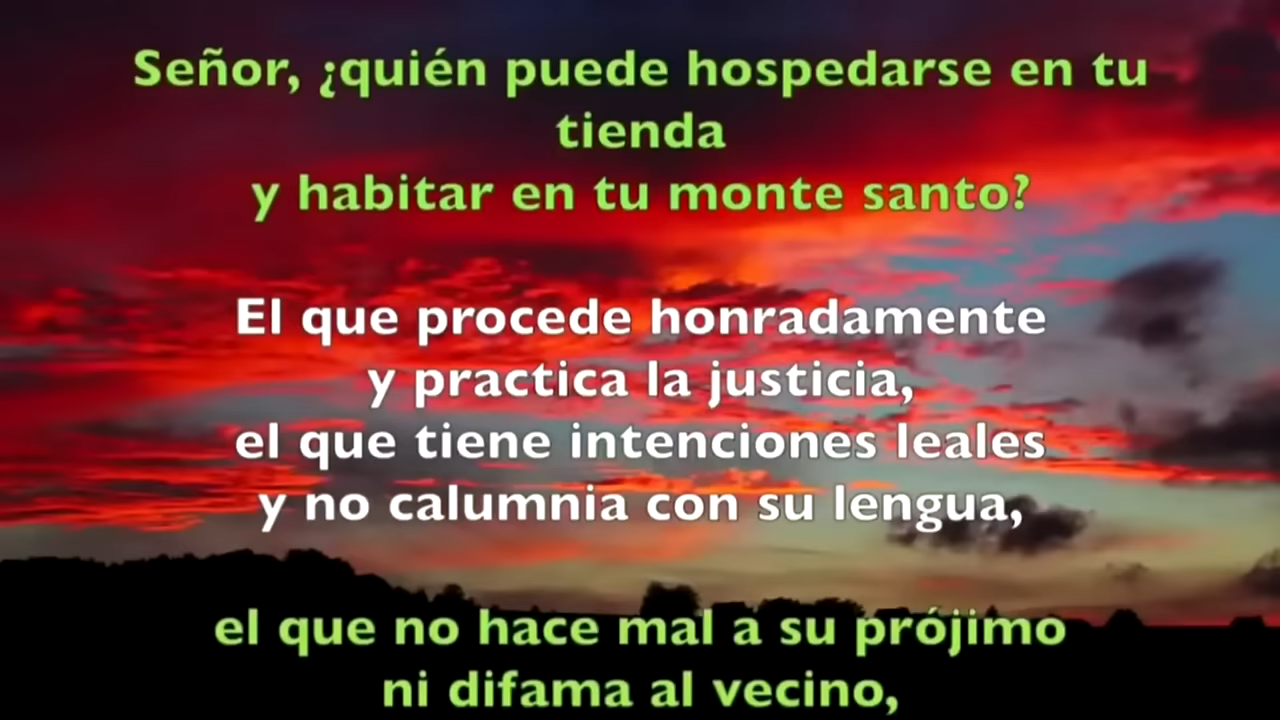 Señor, ¿quién puede hospedarse en tu
tienda
y habitar en tu monte santo?
El que procede honradamente
y practica la justicia,
el que tiene intenciones leales
y no calumnia con su lengua,
el que no hace mal a su prójimo
ni difama al vecino,